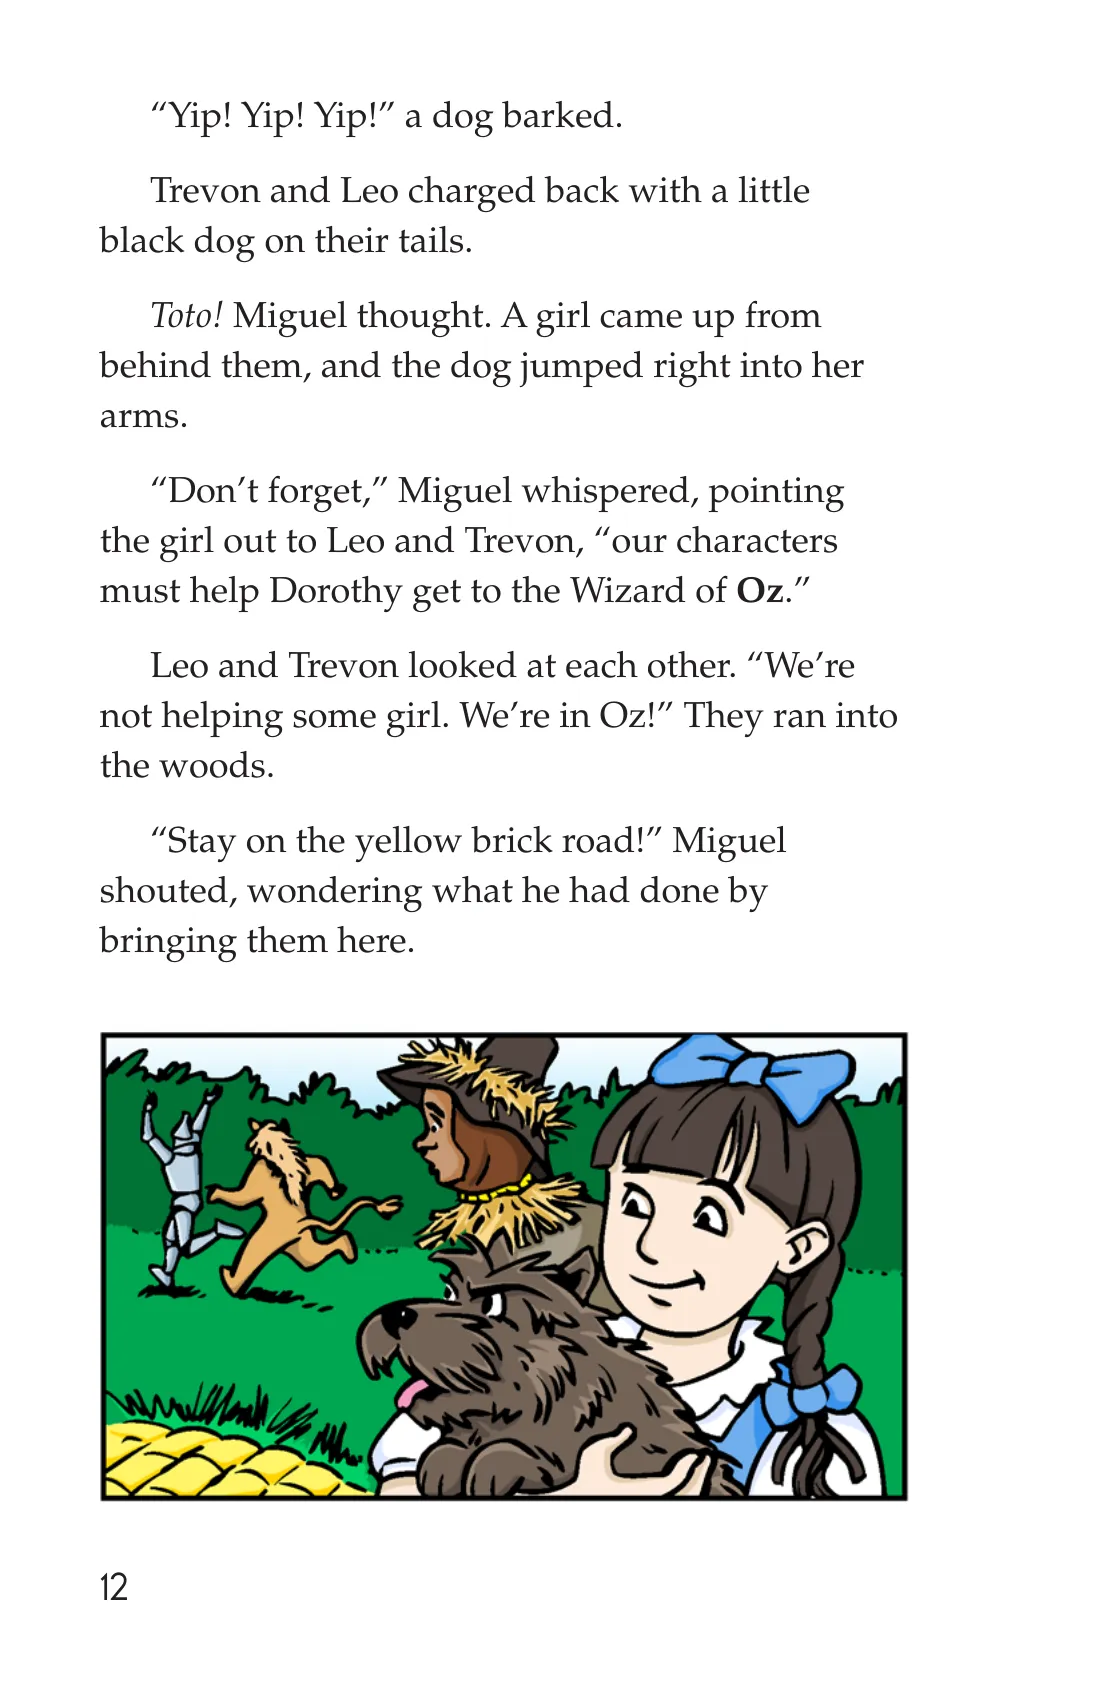 “Yip! Yip! Yip!” a dog barked.
Trevon and Leo charged back with a little
black dog on their tails.
Toto! Miguel thought. A girl came up from
behind them, and the dog jumped right into her
arms.
“Don’t forget,” Miguel whispered, pointing
the girl out to Leo and Trevon, “our characters
must help Dorothy get to the Wizard of Oz.”
Leo and Trevon looked at each other. “We’re
not helping some girl. We’re in Oz!” They ran into
the woods.
“Stay on the yellow brick road!” Miguel
shouted, wondering what he had done by
bringing them here.
12